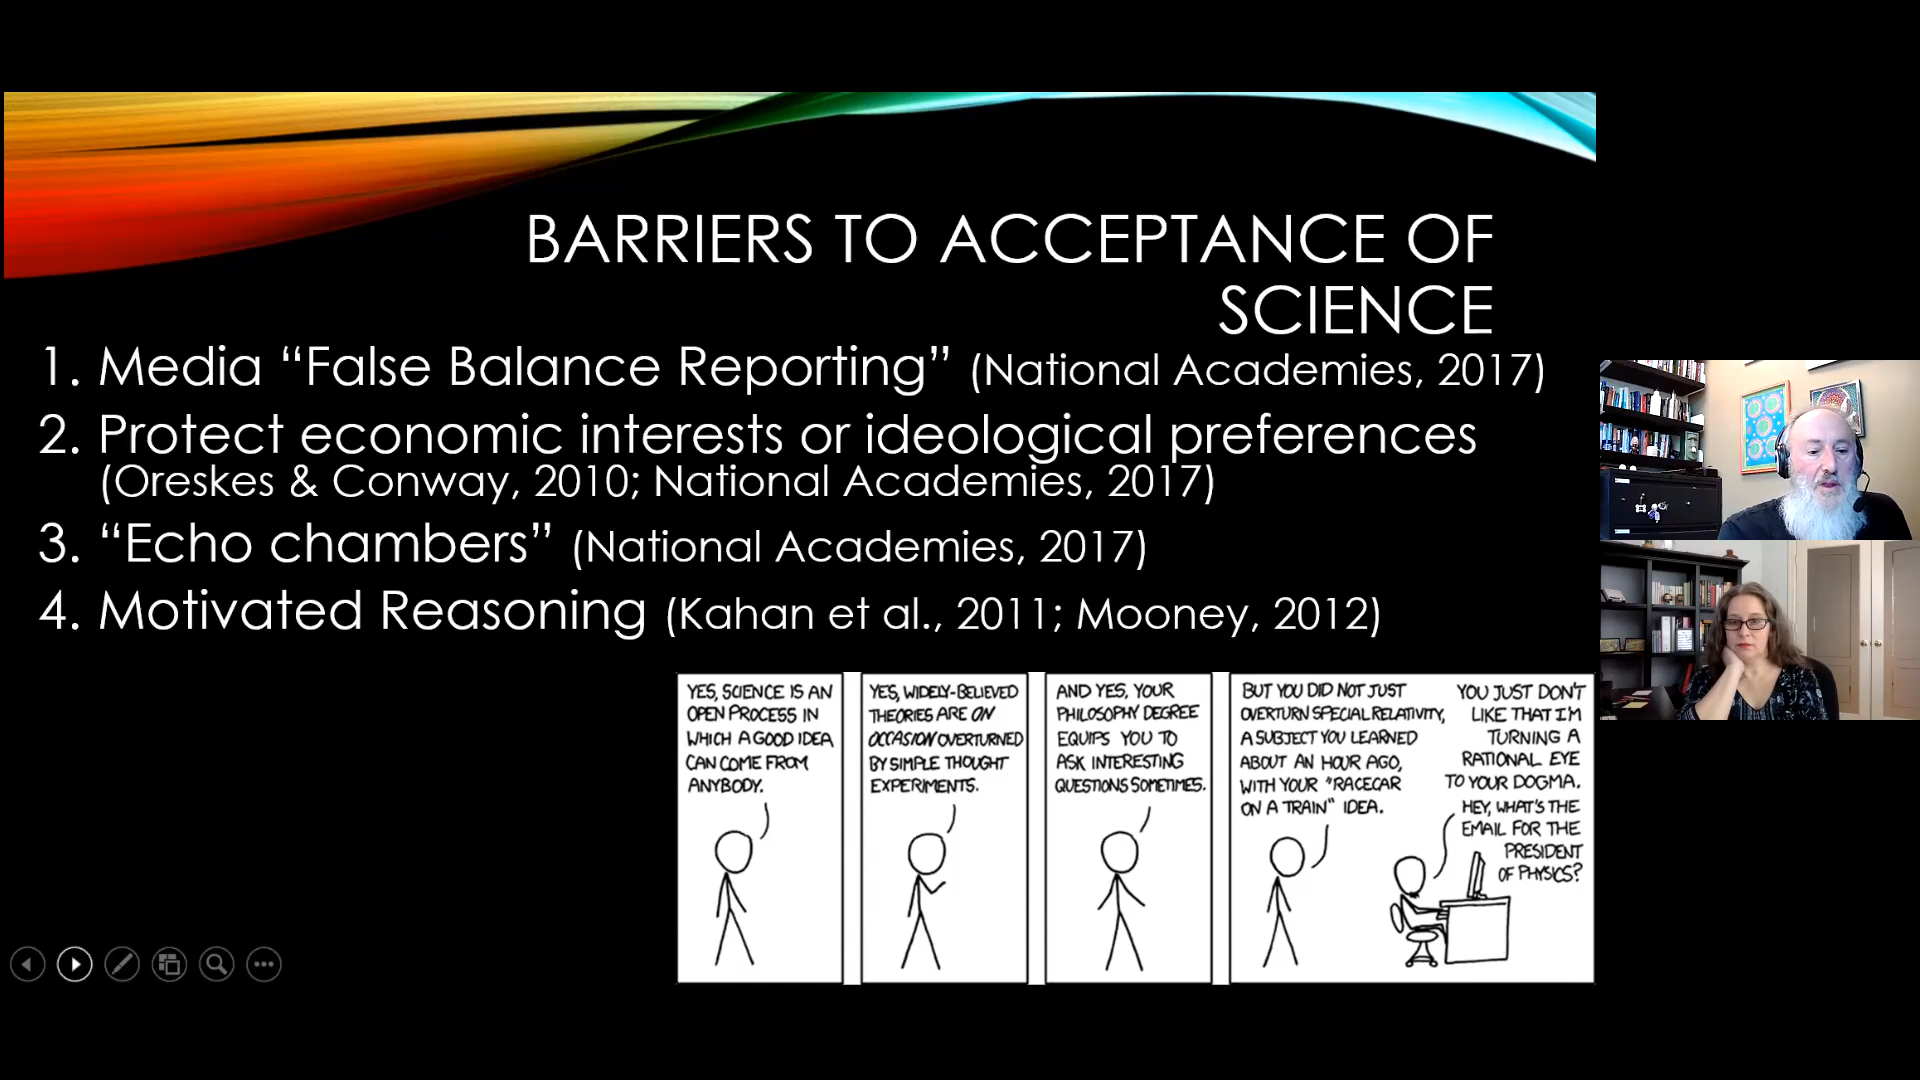 BARRIERS TO ACCEPTANCE OF
SCIENCE
1. Media “False Balance Reporting” (National Academies, 2017)
2. Protect economic interests or ideological preferences
(Oreskes & Conway, 2010; National Academies, 2017)
3. “Echo chambers” (National Academies, 2017)
4. Motivated Reasoning (Kahan et al., 2011; Mooney, 2012)
YES, SCIENCE IS AN
OPEN PROCESS IN
WHICH A GOOD IDEA
CAN COME FROM
ANYBODY.
YES, WIDELY-BELIEVED
THEORIES ARE ON
OCCASION OVERTURNED
BY SIMPLE THOUGHT
EXPERIMENTS.
AND YES, YOUR
PHILOSOPHY DEGREE
EQUIPS YOU TO
ASK INTERESTING
QUESTIONS SOMETIMES.
BUT YOU DID NOT JUST
OVERTURN SPECIAL RELATIVITY,
A SUBJECT YOU LEARNED
ABOUT AN HOUR AGO,
WITH YOUR "RACECAR
ON A TRAIN" IDEA.
YOU JUST DON'T
LIKE THAT I'M
TURNING A
RATIONAL EYE
TO YOUR DOGMA.
HEY, WHAT'S THE
EMAIL FOR THE
PRESIDENT
OF PHYSICS?